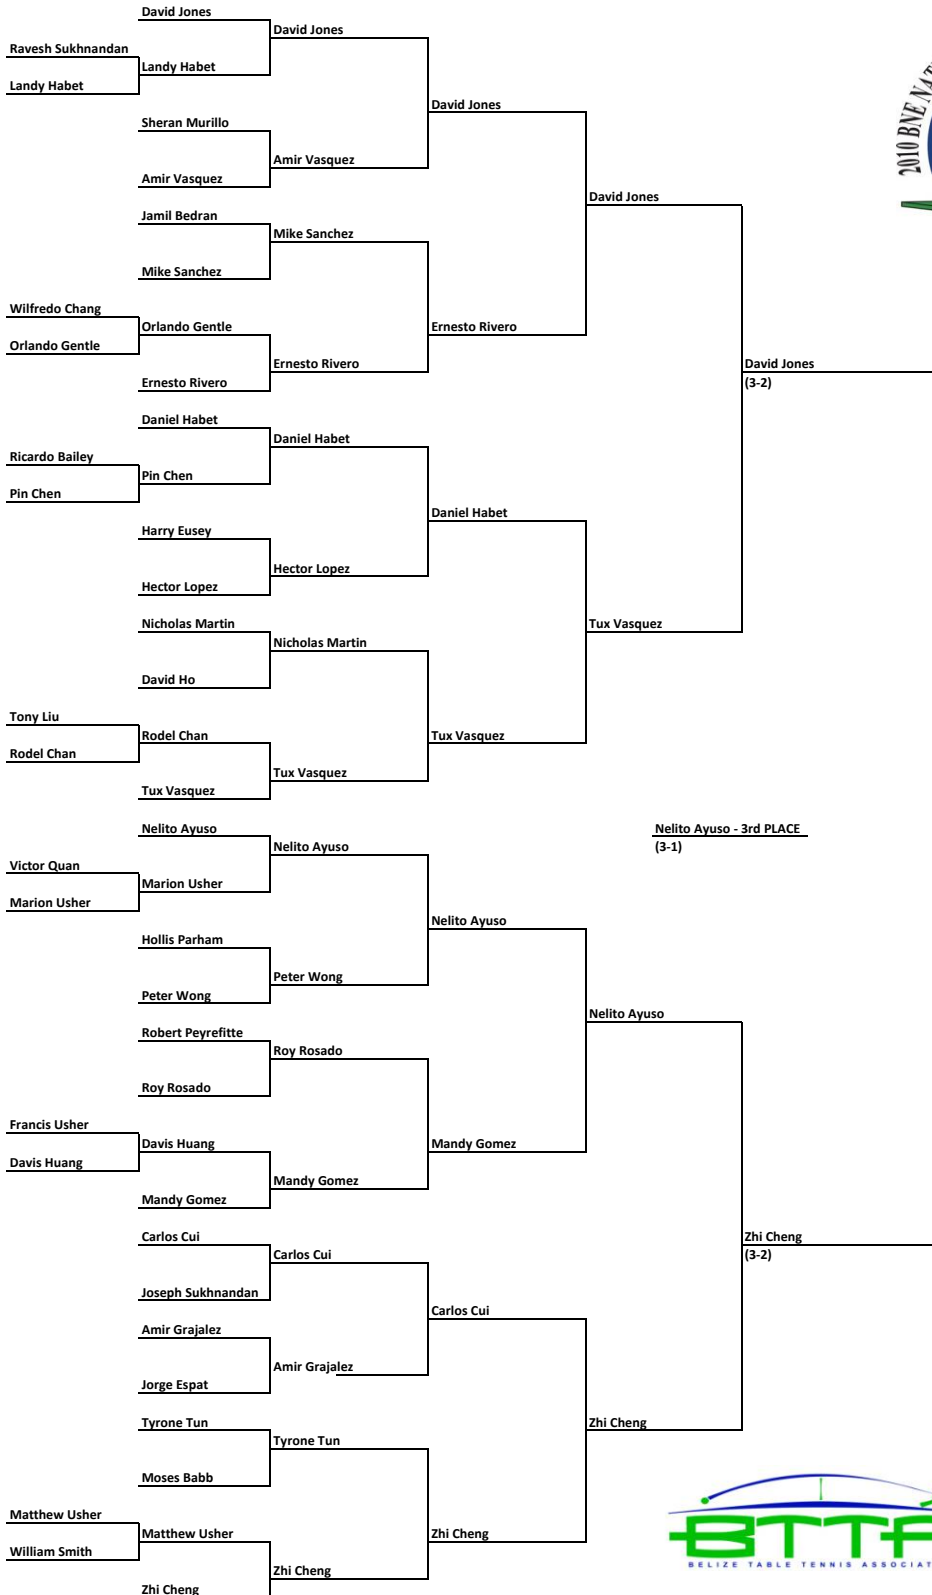 David Jones
David Jones
Ravesh Sukhnandan
Landy Habet
Landy Habet
David Jones
Sheran Murillo
Amir Vasquez
Amir Vasquez
2010 BNE
David Jones
Jamil Bedran
Mike Sanchez
Mike Sanchez
Wilfredo Chang
Orlando Gentle
Ernesto Rivero
Orlando Gentle
Ernesto Rivero
David Jones
Ernesto Rivero
(3-2)
Daniel Habet
Daniel Habet
Ricardo Bailey
Pin Chen
Pin Chen
Daniel Habet
Harry Eusey
Hector Lopez
Hector Lopez
Nicholas Martin
Tux Vasquez
Nicholas Martin
David Ho
Tony Liu
Rodel Chan
Tux Vasquez
Rodel Chan
Tux Vasquez
Tux Vasquez
Nelito Ayuso
Nelito Ayuso - 3rd PLACE
Nelito Ayuso
(3-1)
Victor Quan
Marion Usher
Marion Usher
Nelito Ayuso
Hollis Parham
Peter Wong
Peter Wong
Nelito Ayuso
Robert Peyrefitte
Roy Rosado
Roy Rosado
Francis Usher
Davis Huang
Mandy Gomez
Davis Huang
Mandy Gomez
Mandy Gomez
Carlos Cui
Zhi Cheng
Carlos Cui
(3-2)
Joseph Sukhnandan
Carlos Cui
Amir Grajalez
Amir Grajalez
Jorge Espat
Tyrone Tun
Zhi Cheng
Tyrone Tun
Moses Babb
Matthew Usher
Matthew Usher
Zhi Cheng
William Smith
Zhi Cheng
Zhi Cheng
BTT
BELIZE TABLE TENNIS ASSOCIAT